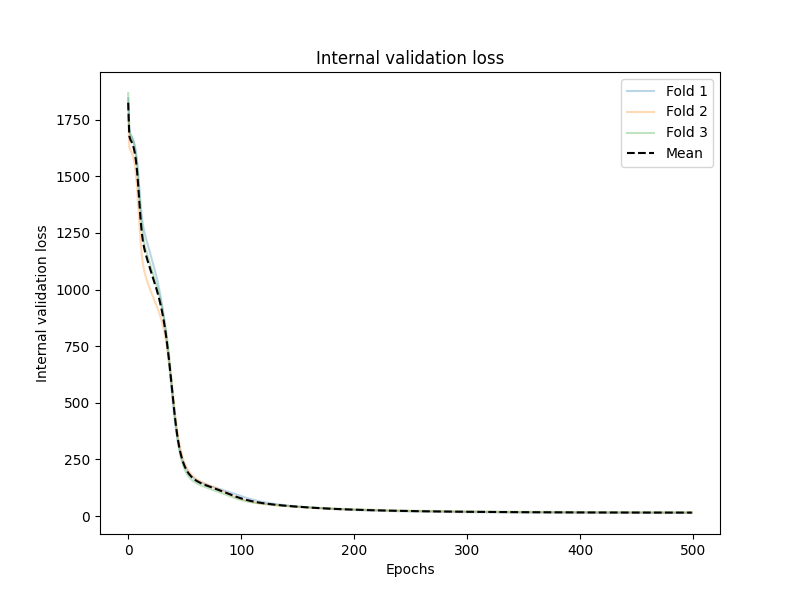 Internal validation loss
Fold 1
Fold 2
Fold 3
Mean
Internal validation loss
1750
1500
1250
1000
750
500
250
0
0 100 200 300 400 500
Epochs